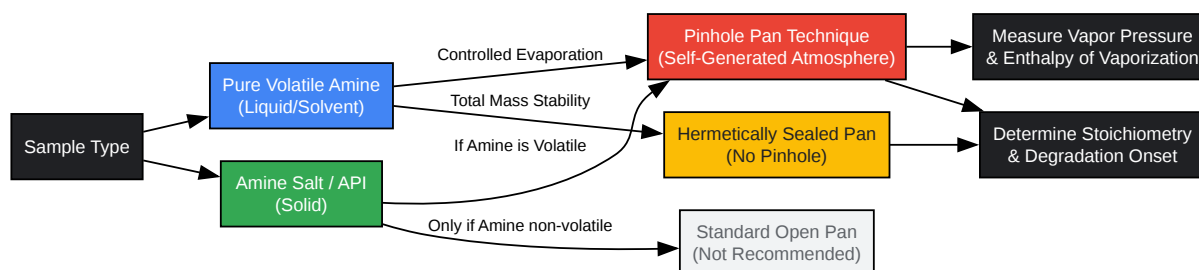 Sample Type
Pure Volatile Amine
(Liquid/Solvent)
Amine Salt / API
(Solid)
Controlled Evaporation
Total Mass Stability
If Amine is Volatile
Only if Amine non-volatile
Pinhole Pan Technique
(Self-Generated Atmosphere)
Hermetically Sealed Pan
(No Pinhole)
Standard Open Pan
(Not Recommended)
Measure Vapor Pressure
& Enthalpy of Vaporization
Determine Stoichiometry
& Degradation Onset